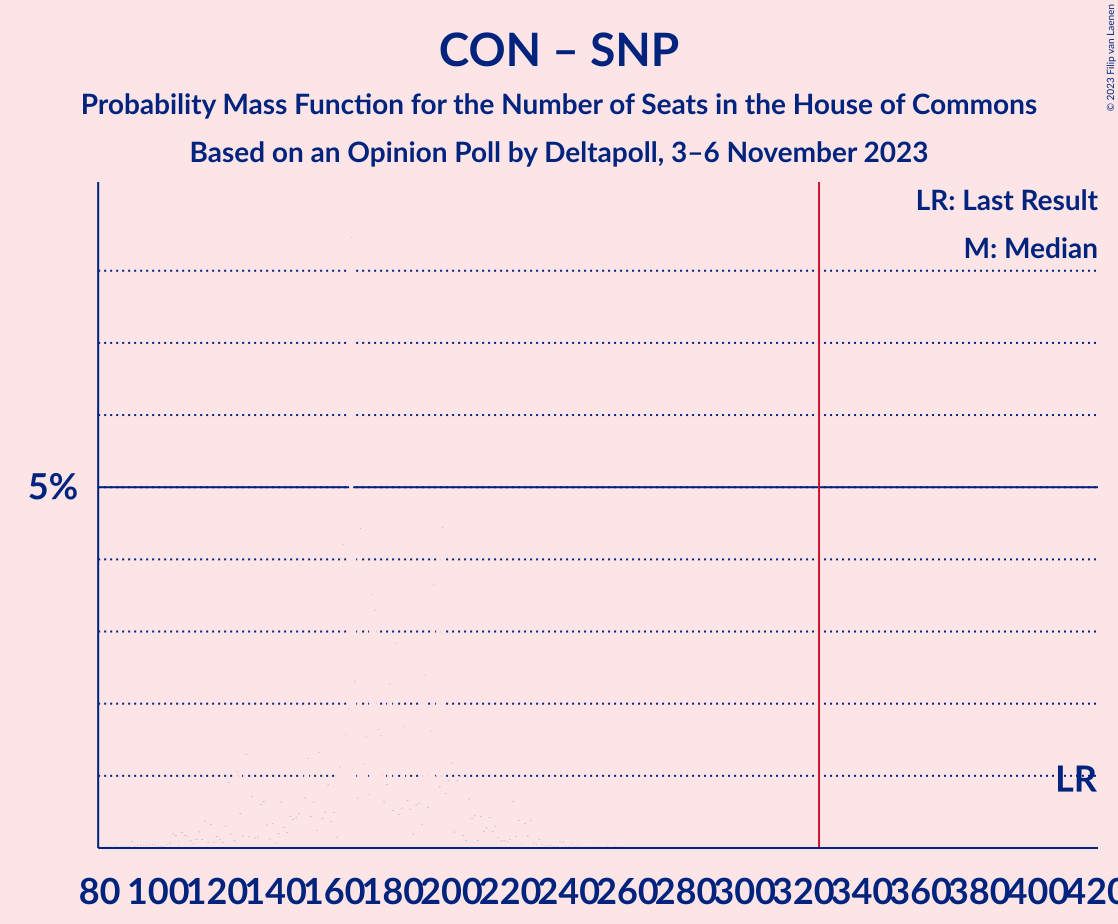 CON – SNP
Probability Mass Function for the Number of Seats in the House of Commons
Based on an Opinion Poll by Deltapoll, 3–6 November 2023
© 2023 Filip van Laenen
LR: Last Result
M: Median
5%
LR
80 100 120 140 160 180 200 220 240 260 280 300 320 340 360 380 400 420